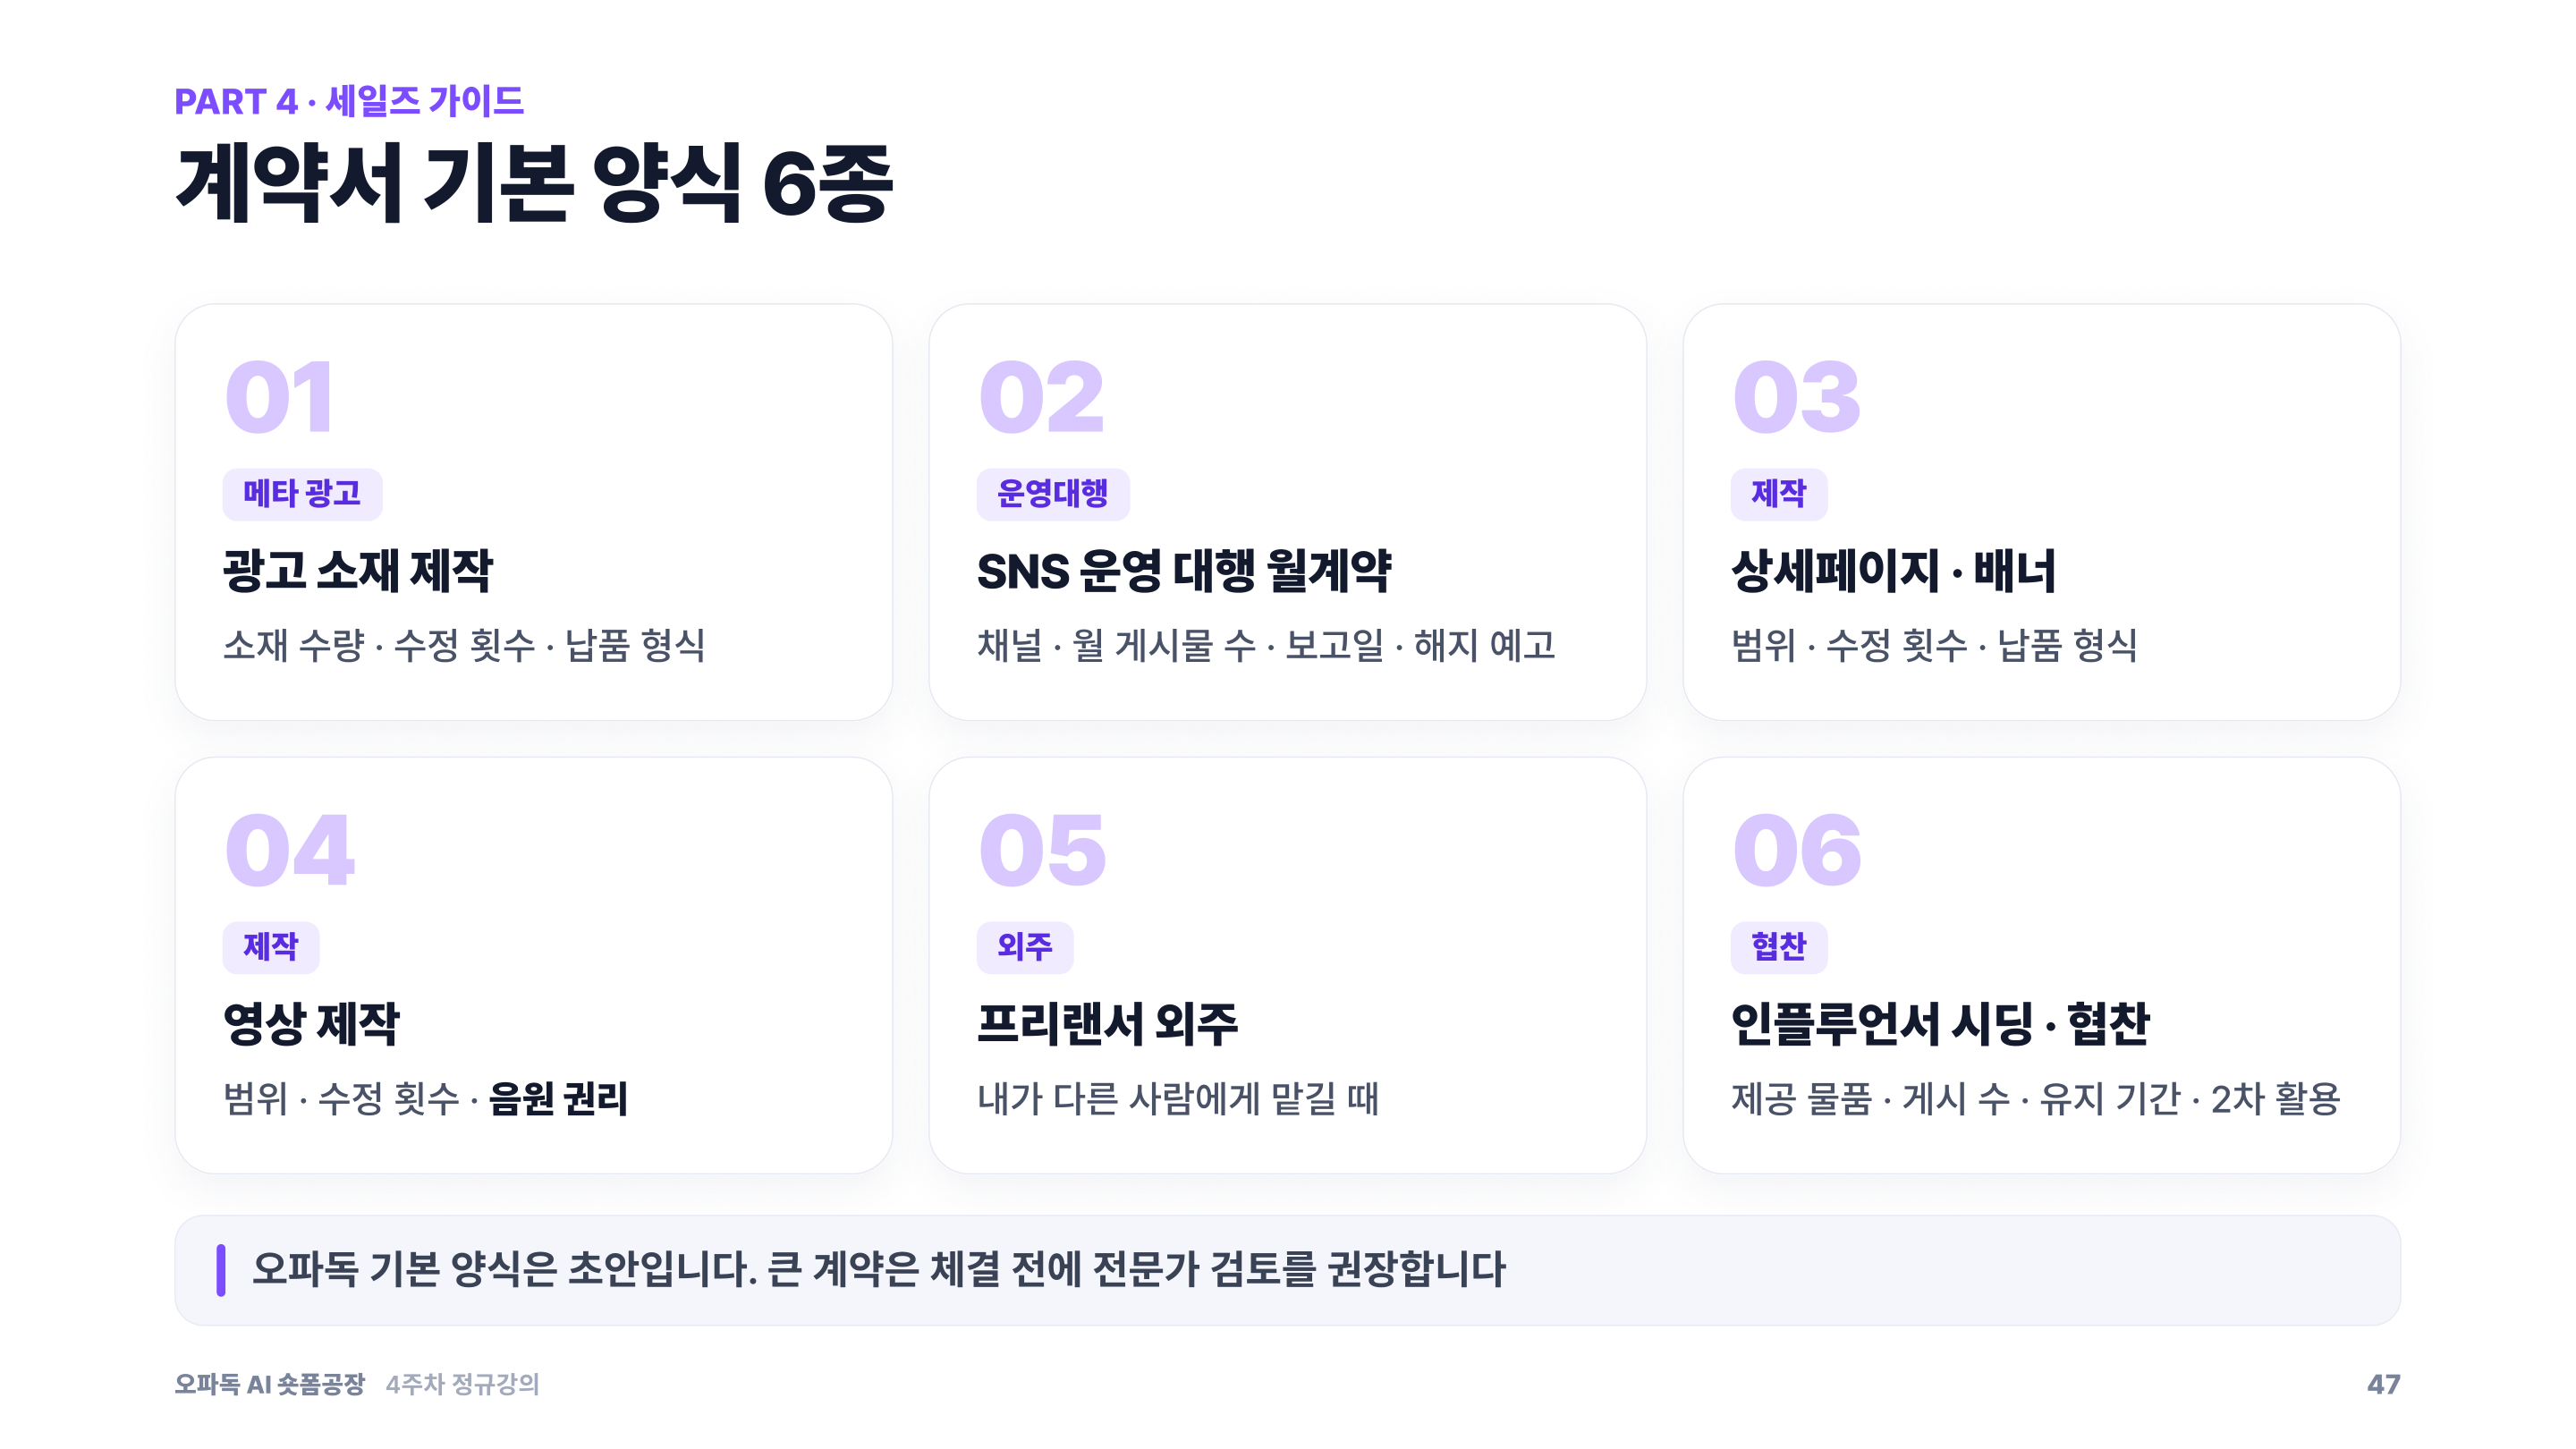 PART 4 · 세일즈 가이드
계약서 기본 양식 6종
01
메타 광고
광고 소재 제작
소재 수량 · 수정 횟수 · 납품 형식
02
운영대행
SNS 운영 대행 월계약
채널 · 월 게시물 수 · 보고일 · 해지 예고
03
제작
상세페이지 · 배너
범위 · 수정 횟수 · 납품 형식
04
제작
영상 제작
범위 · 수정 횟수 · 음원 권리
05
외주
프리랜서 외주
내가 다른 사람에게 맡길 때
06
협찬
인플루언서 시딩 · 협찬
제공 물품 · 게시 수 · 유지 기간 · 2차 활용
오파독 기본 양식은 초안입니다. 큰 계약은 체결 전에 전문가 검토를 권장합니다
오파독 AI 숏폼공장 4주차 정규강의
47